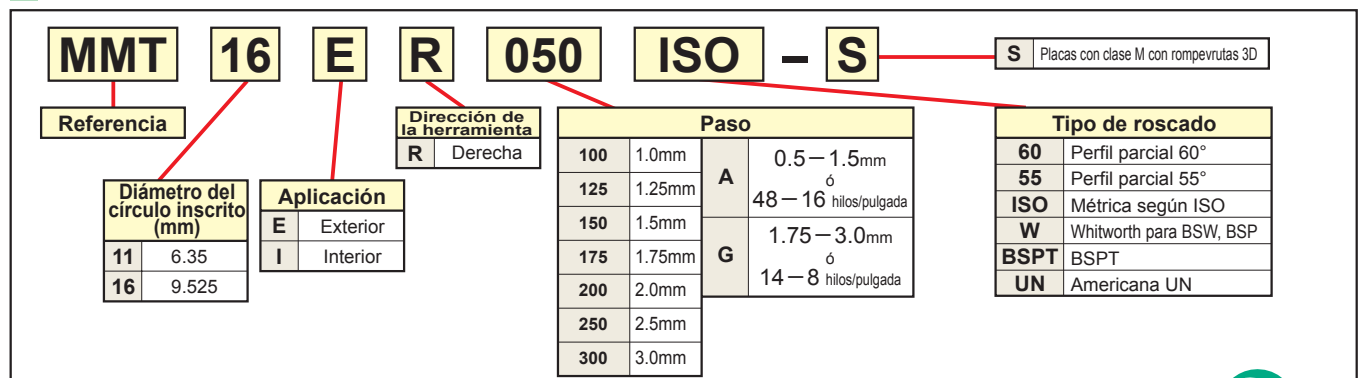 MMT 16 E R 050 ISO – S
S Placas con clase M con rompevrutas 3D
Referencia
Diámetro del
círculo inscrito
(mm)
11 6.35
16 9.525
Aplicación
E Exterior
I Interior
Dirección de
la herramienta
R Derecha
Paso
100 1.0mm
125 1.25mm
150 1.5mm
175 1.75mm
200 2.0mm
250 2.5mm
300 3.0mm
A 0.5－1.5mm
ó
48－16 hilos/pulgada
G 1.75－3.0mm
ó
14－8 hilos/pulgada
Tipo de roscado
60 Perfil parcial 60°
55 Perfil parcial 55°
ISO Métrica según ISO
W Whitworth para BSW, BSP
BSPT BSPT
UN Americana UN